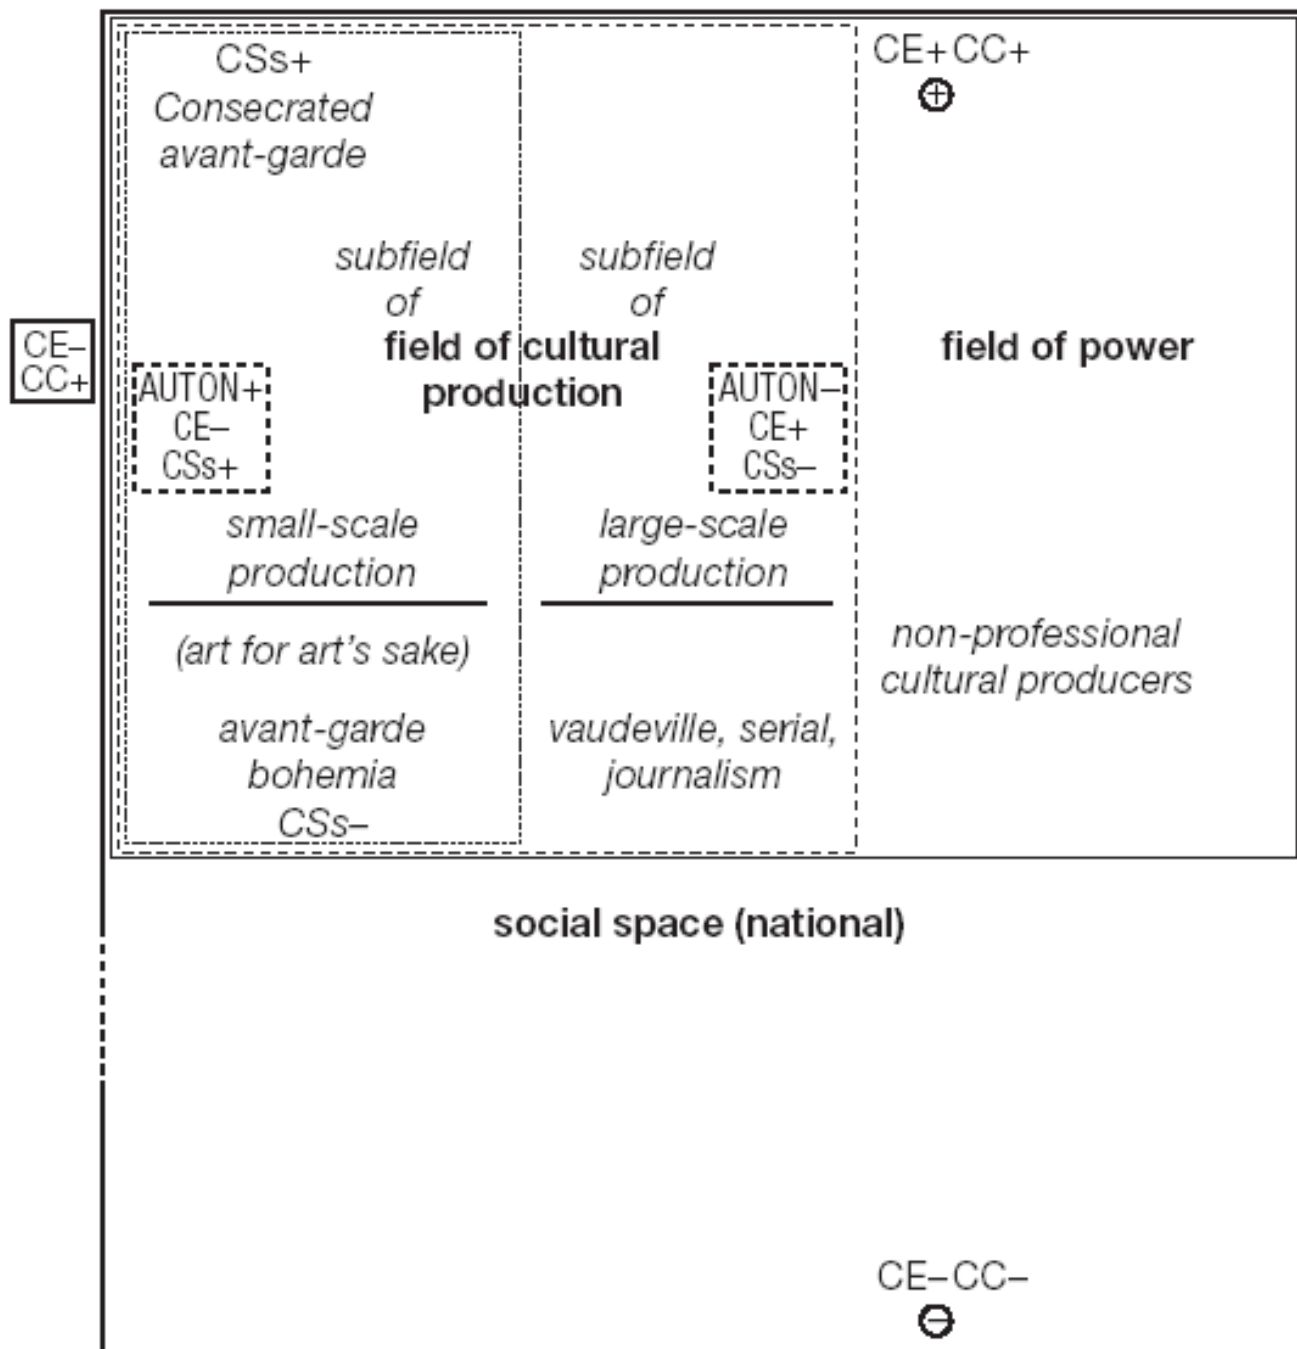 CSs+
Consecrated
avant-garde
CE+ CC+
+
subfield
of
subfield
of
field of cultural
production
field of power
CE–
CC+
AUTON+
CE–
CSs+
AUTON–
CE+
CSs–
small-scale
production
large-scale
production
(art for art's sake)
non-professional
cultural producers
avant-garde
bohemia
CSs–
vaudeville, serial,
journalism
social space (national)
CE– CC–
–